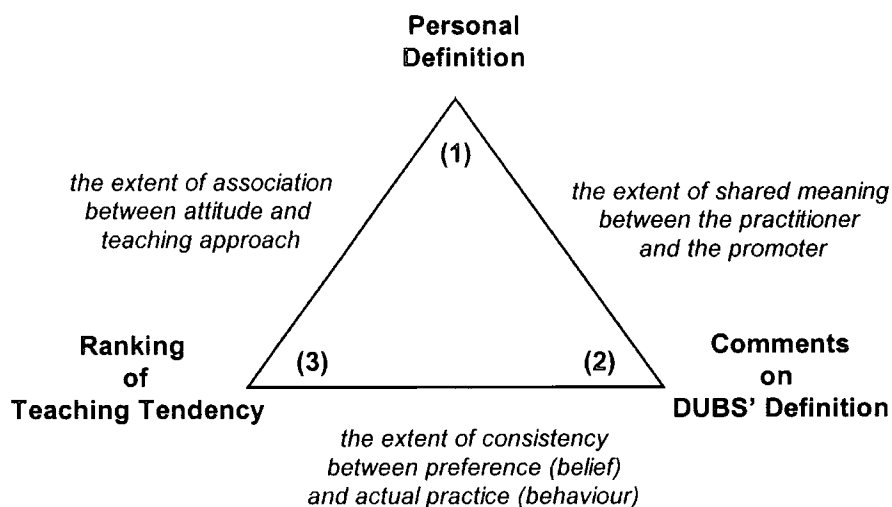 Personal
Definition
(1)
the extent of association
between attitude and
teaching approach
the extent of shared meaning
between the practitioner
and the promoter
Ranking
of
Teaching Tendency
(3)
(2)
Comments
on
DUBS' Definition
the extent of consistency
between preference (belief)
and actual practice (behaviour)